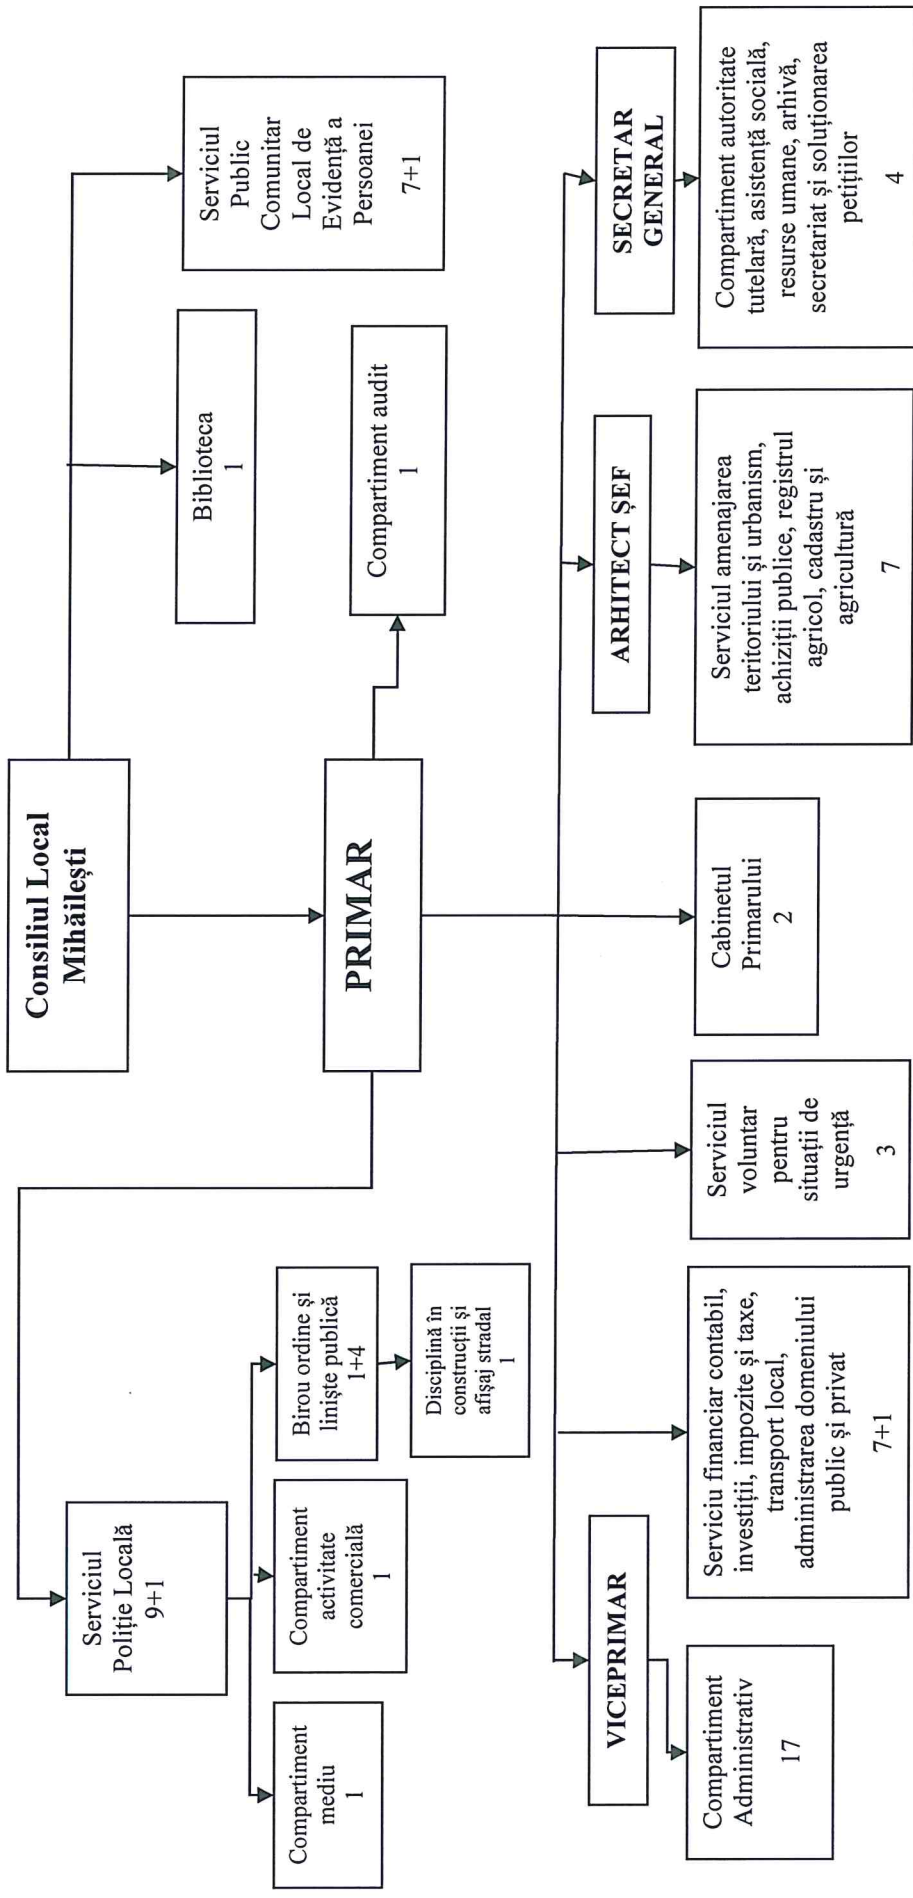 Consiliul Local
Mihăilești
Serviciul
Public
Comunitar
Local de
Evidență a
Persoanei
7+1
Biblioteca
1
Serviciul
Poliție Locală
9+1
PRIMAR
Compartiment audit
1
Compartiment
mediu
1
Compartiment
activitate
comercială
1
Birou ordine și
liniște publică
1+4
Disciplină în
construcții și
afișaj stradal
1
VICEPRIMAR
ARHITECT ȘEF
SECRETAR
GENERAL
Compartiment
Administrativ
17
Serviciu financiar contabil,
investiții, impozite și taxe,
transport local,
administrarea domeniului
public și privat
7+1
Serviciul
voluntar
pentru
situații de
urgență
3
Cabinetul
Primarului
2
Serviciul amenajarea
teritoriului și urbanism,
achiziții publice, registrul
agricol, cadastru și
agricultură
7
Compartiment autoritate
tutelară, asistență socială,
resurse umane, arhivă,
secretariat și soluționarea
petițiilor
4